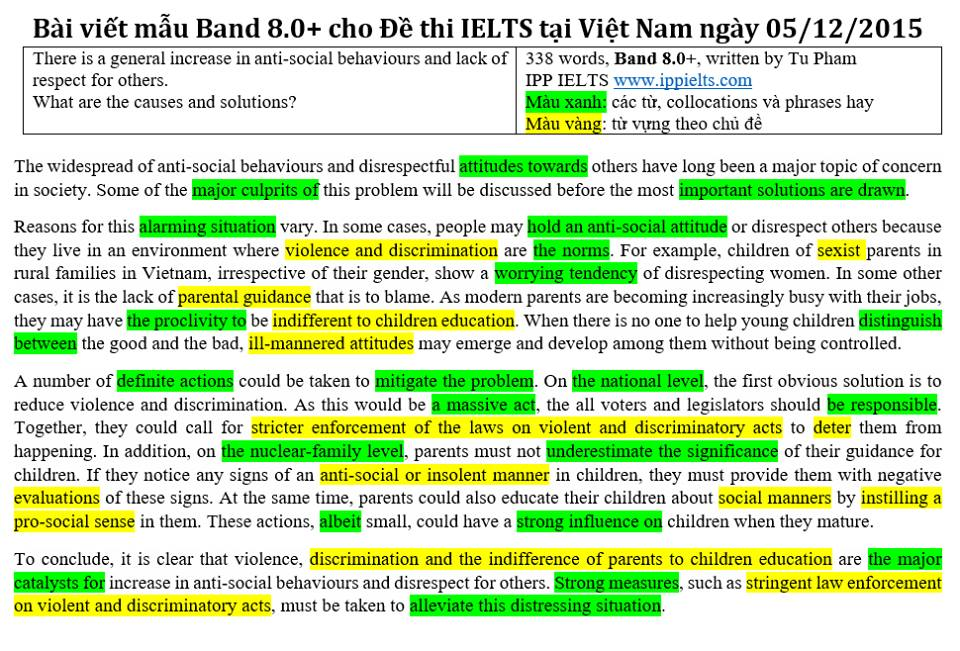 Bài viết mẫu Band 8.0+ cho Đề thi IELTS tại Việt Nam ngày 05/12/2015
There is a general increase in anti-social behaviours and lack of
respect for others.
What are the causes and solutions?
338 words, Band 8.0+, written by Tu Pham
IPP IELTS www.ippielts.com
Màu xanh: các từ, collocations và phrases hay
Màu vàng: từ vựng theo chủ đề
The widespread of anti-social behaviours and disrespectful attitudes towards others have long been a major topic of concern
in society. Some of the major culprits of this problem will be discussed before the most important solutions are drawn.
Reasons for this alarming situation vary. In some cases, people may hold an anti-social attitude or disrespect others because
they live in an environment where violence and discrimination are the norms. For example, children of sexist parents in
rural families in Vietnam, irrespective of their gender, show a worrying tendency of disrespecting women. In some other
cases, it is the lack of parental guidance that is to blame. As modern parents are becoming increasingly busy with their jobs,
they may have the proclivity to be indifferent to children education. When there is no one to help young children distinguish
between the good and the bad, ill-mannered attitudes may emerge and develop among them without being controlled.
A number of definite actions could be taken to mitigate the problem. On the national level, the first obvious solution is to
reduce violence and discrimination. As this would be a massive act, the all voters and legislators should be responsible.
Together, they could call for stricter enforcement of the laws on violent and discriminatory acts to deter them from
happening. In addition, on the nuclear-family level, parents must not underestimate the significance of their guidance for
children. If they notice any signs of an anti-social or insolent manner in children, they must provide them with negative
evaluations of these signs. At the same time, parents could also educate their children about social manners by instilling a
pro-social sense in them. These actions, albeit small, could have a strong influence on children when they mature.
To conclude, it is clear that violence, discrimination and the indifference of parents to children education are the major
catalysts for increase in anti-social behaviours and disrespect for others. Strong measures, such as stringent law enforcement
on violent and discriminatory acts, must be taken to alleviate this distressing situation.